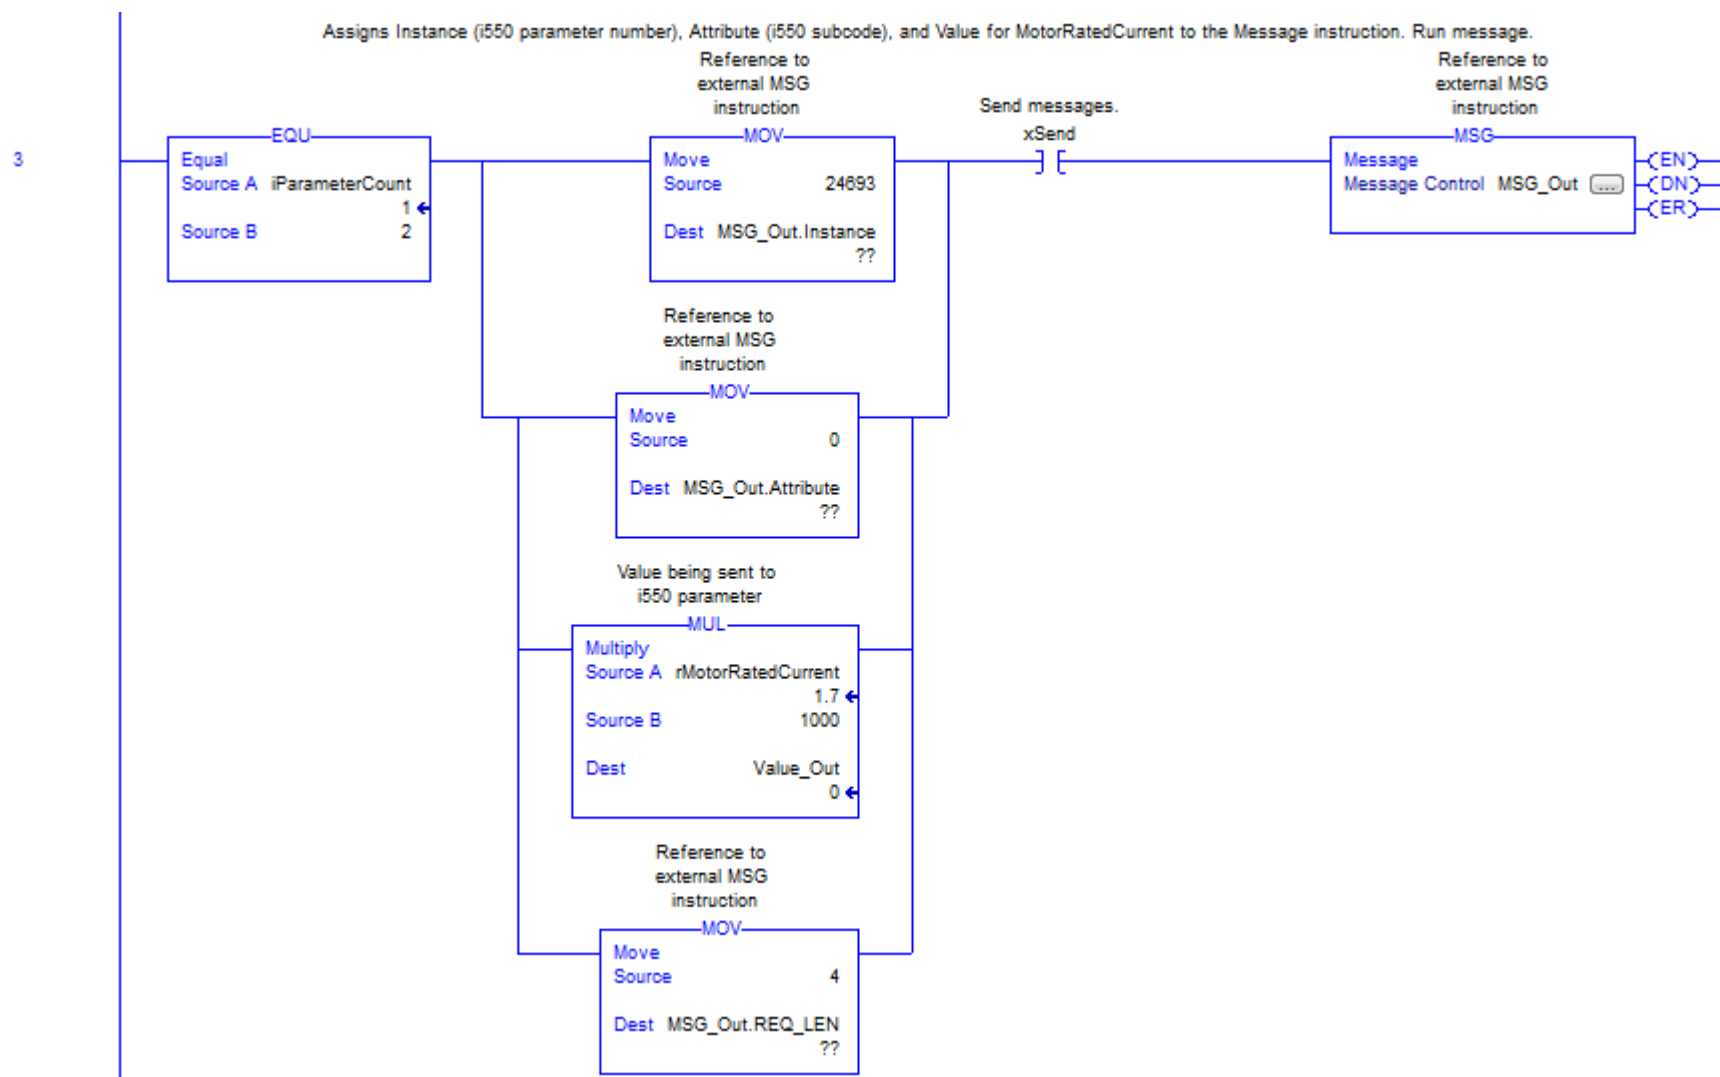 Assigns Instance (i550 parameter number), Attribute (i550 subcode), and Value for MotorRatedCurrent to the Message instruction. Run message.
Reference to
external MSG
instruction
Reference to
external MSG
instruction
Send messages.
xSend
3
EQU
Equal
Source A iParameterCount
1
Source B 2
MOV
Move
Source 24693
Dest MSG_Out.Instance
??
MSG
Message
Message Control MSG_Out ...
EN
DN
ER
Reference to
external MSG
instruction
MOV
Move
Source 0
Dest MSG_Out.Attribute
??
Value being sent to
i550 parameter
MUL
Multiply
Source A rMotorRatedCurrent
1.7
Source B 1000
Dest Value_Out
0
Reference to
external MSG
instruction
MOV
Move
Source 4
Dest MSG_Out.REQ_LEN
??